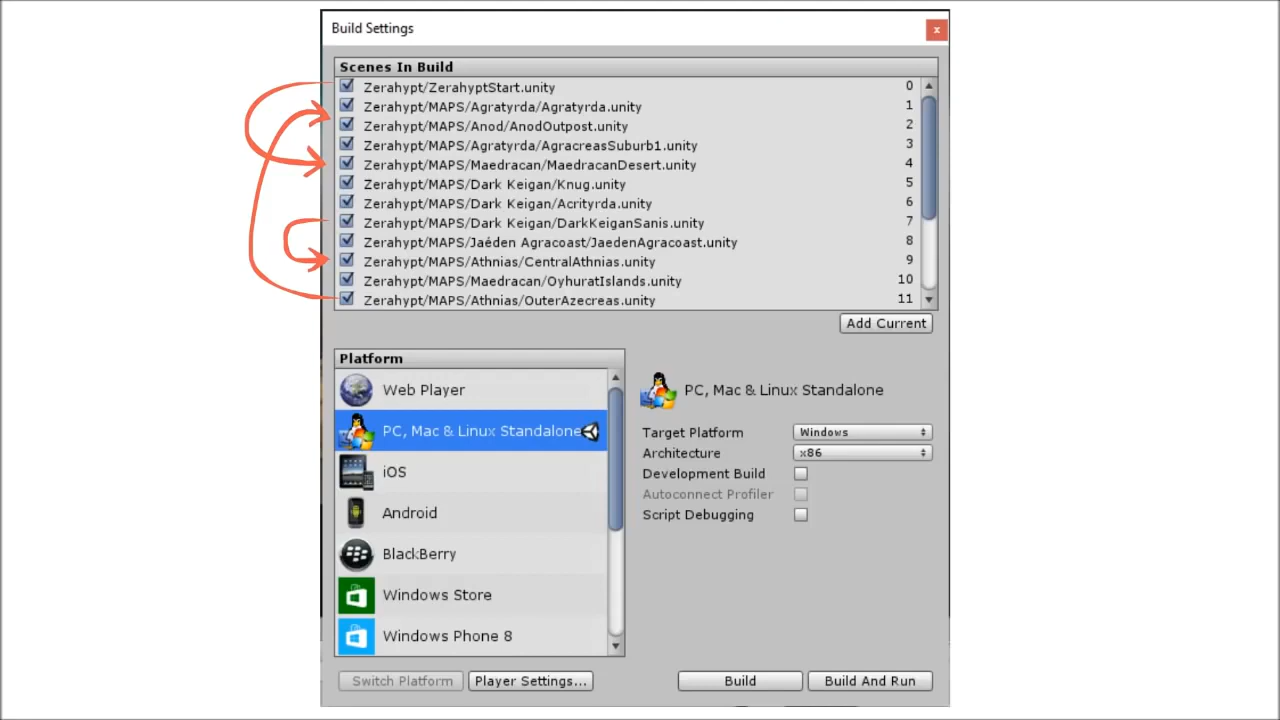 Build Settings
x
Scenes In Build
Zerahypt/ZerahyptStart.unity 0
Zerahypt/MAPS/Agratyrda/Agratyrda.unity 1
Zerahypt/MAPS/Anod/AnodOutpost.unity 2
Zerahypt/MAPS/Agratyrda/AgracreasSuburb1.unity 3
Zerahypt/MAPS/Maedracan/MaedracanDesert.unity 4
Zerahypt/MAPS/Dark Keigan/Knug.unity 5
Zerahypt/MAPS/Dark Keigan/Acrityrda.unity 6
Zerahypt/MAPS/Dark Keigan/DarkKeiganSanis.unity 7
Zerahypt/MAPS/Jaéden Agracoast/JaedenAgracoast.unity 8
Zerahypt/MAPS/Athnias/CentralAthnias.unity 9
Zerahypt/MAPS/Maedracan/OyhuratIslands.unity 10
Zerahypt/MAPS/Athnias/OuterAzecreas.unity 11
Add Current
Platform
Web Player
PC, Mac & Linux Standalone
iOS
Android
BlackBerry
Windows Store
Windows Phone 8
PC, Mac & Linux Standalone
Target Platform Windows
Architecture x86
Development Build
Autoconnect Profiler
Script Debugging
Switch Platform
Player Settings...
Build
Build And Run